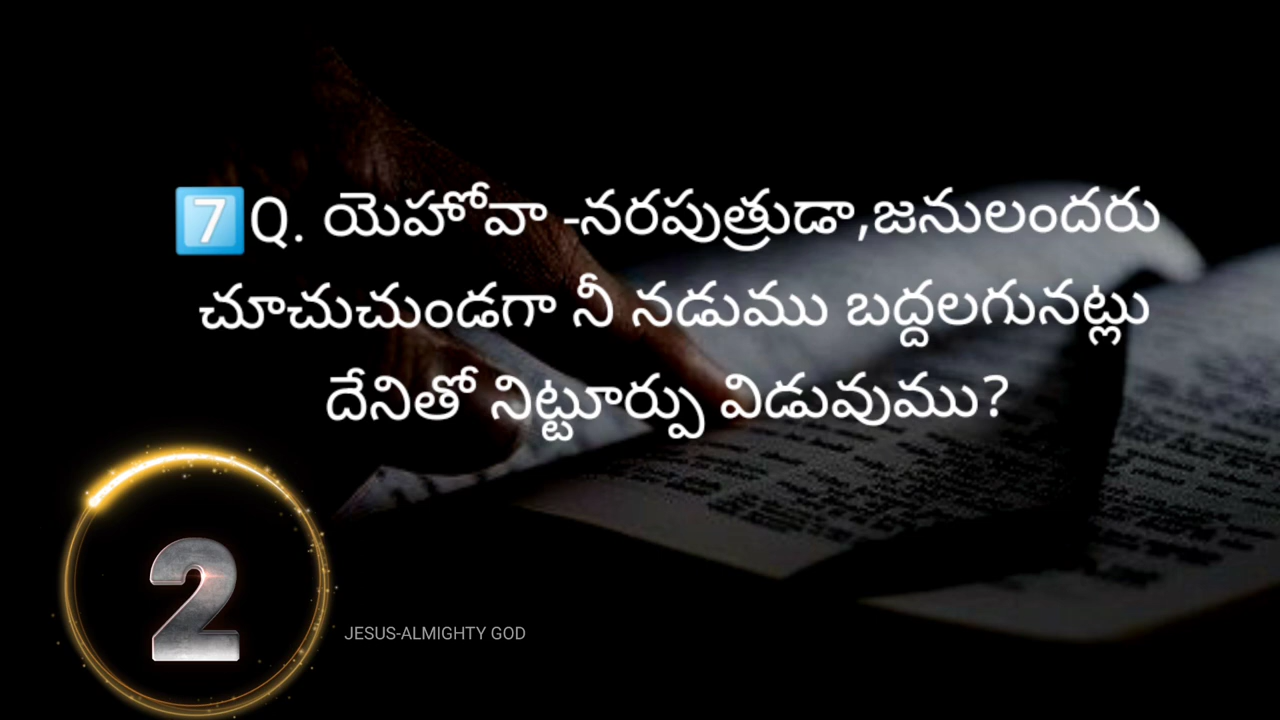 7️⃣Q. యెహోవా -నరపుత్రుడా,జనులందరు
చూచుచుండగా నీ నడుము బద్దలగునట్లు
దేనితో నిట్టూర్పు విడువుము?
2
JESUS-ALMIGHTY GOD